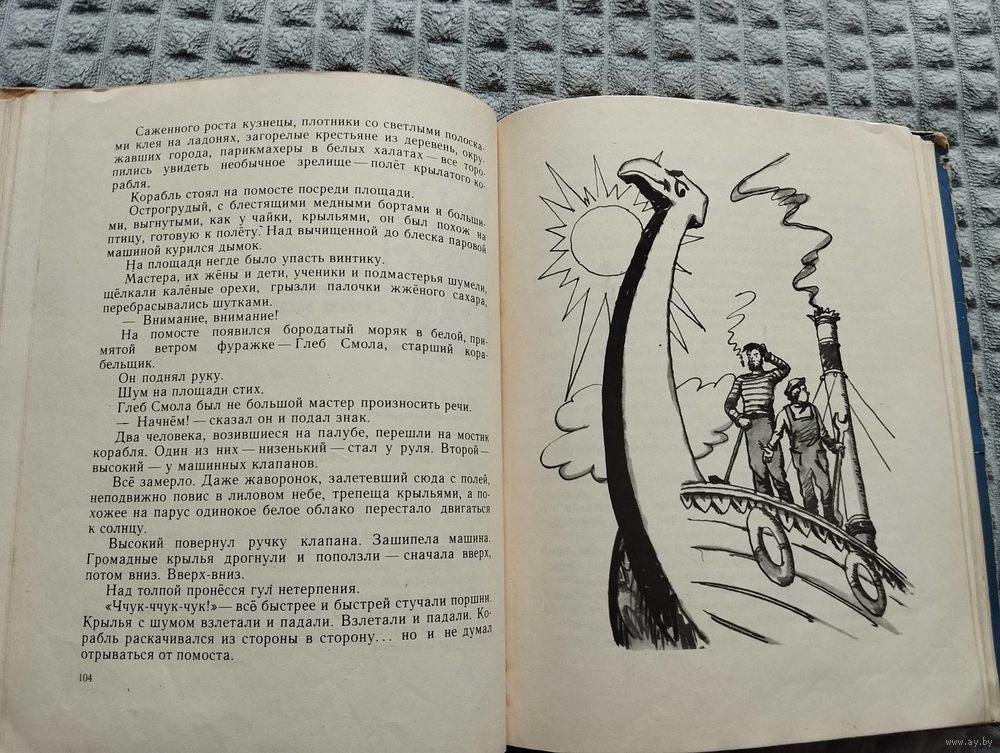 Саженного роста кузнецы, плотники со светлыми полоска-
ми клея на ладонях, загорелые крестьяне из деревень, окру-
жавших города, парикмахеры в белых халатах — все торо-
пились увидеть необычное зрелище — полёт крылатого ко-
рабля.
Корабль стоял на помосте посреди площади.
Острогрудый, с блестящими медными бортами и больши-
ми, выгнутыми, как у чайки, крыльями, он был похож на
птицу, готовую к полёту. Над вычищенной до блеска паровой
машиной курился дымок.
На площади негде было упасть винтику.
Мастера, их жёны и дети, ученики и подмастерья шумели,
щёлкали калёные орехи, грызли палочки жжёного сахара,
перебрасывались шутками.
— Внимание, внимание!
На помосте появился бородатый моряк в белой, при-
мятой ветром фуражке — Глеб Смола, старший кора-
бельщик.
Он поднял руку.
Шум на площади стих.
Глеб Смола был не большой мастер произносить речи.
— Начнём! — сказал он и подал знак.
Два человека, возившиеся на палубе, перешли на мостик
корабля. Один из них — низенький — стал у руля. Второй —
высокий — у машинных клапанов.
Всё замерло. Даже жаворонок, залетевший сюда с полей,
неподвижно повис в лиловом небе, трепеща крыльями, а по-
хожее на парус одинокое белое облако перестало двигаться
к солнцу.
Высокий повернул ручку клапана. Зашипела машина.
Громадные крылья дрогнули и поползли — сначала вверх,
потом вниз. Вверх-вниз.
Над толпой пронёсся гул нетерпения.
«Ччук-ччук-чук!» — всё быстрее и быстрей стучали поршни.
Крылья с шумом взлетали и падали. Взлетали и падали. Ко-
рабль раскачивался из стороны в сторону... но и не думал
отрываться от помоста.
104
www.ay.by